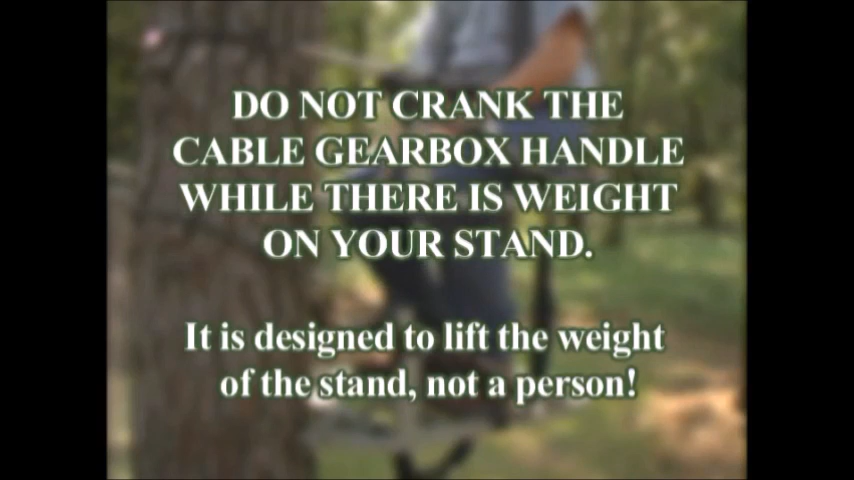 DO NOT CRANK THE
CABLE GEARBOX HANDLE
WHILE THERE IS WEIGHT
ON YOUR STAND.
It is designed to lift the weight
of the stand, not a person!